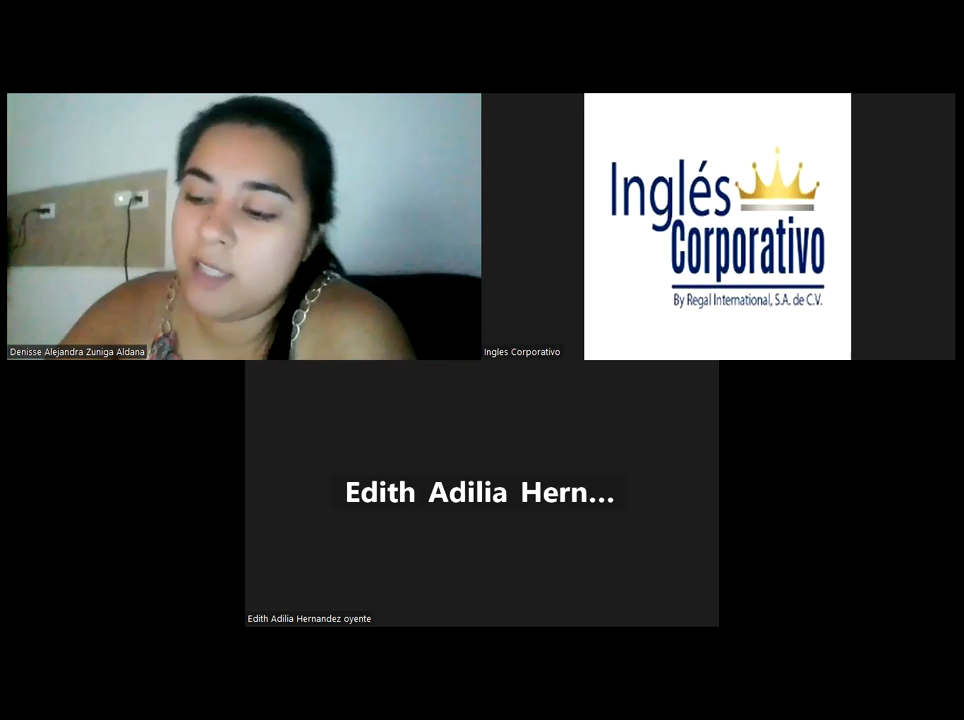 Inglés
Corporativo
By Regal International, S.A. de C.V.
Denisse Alejandra Zuniga Aldana
Ingles Corporativo
Edith Adilia Hern...
Edith Adilia Hernandez oyente